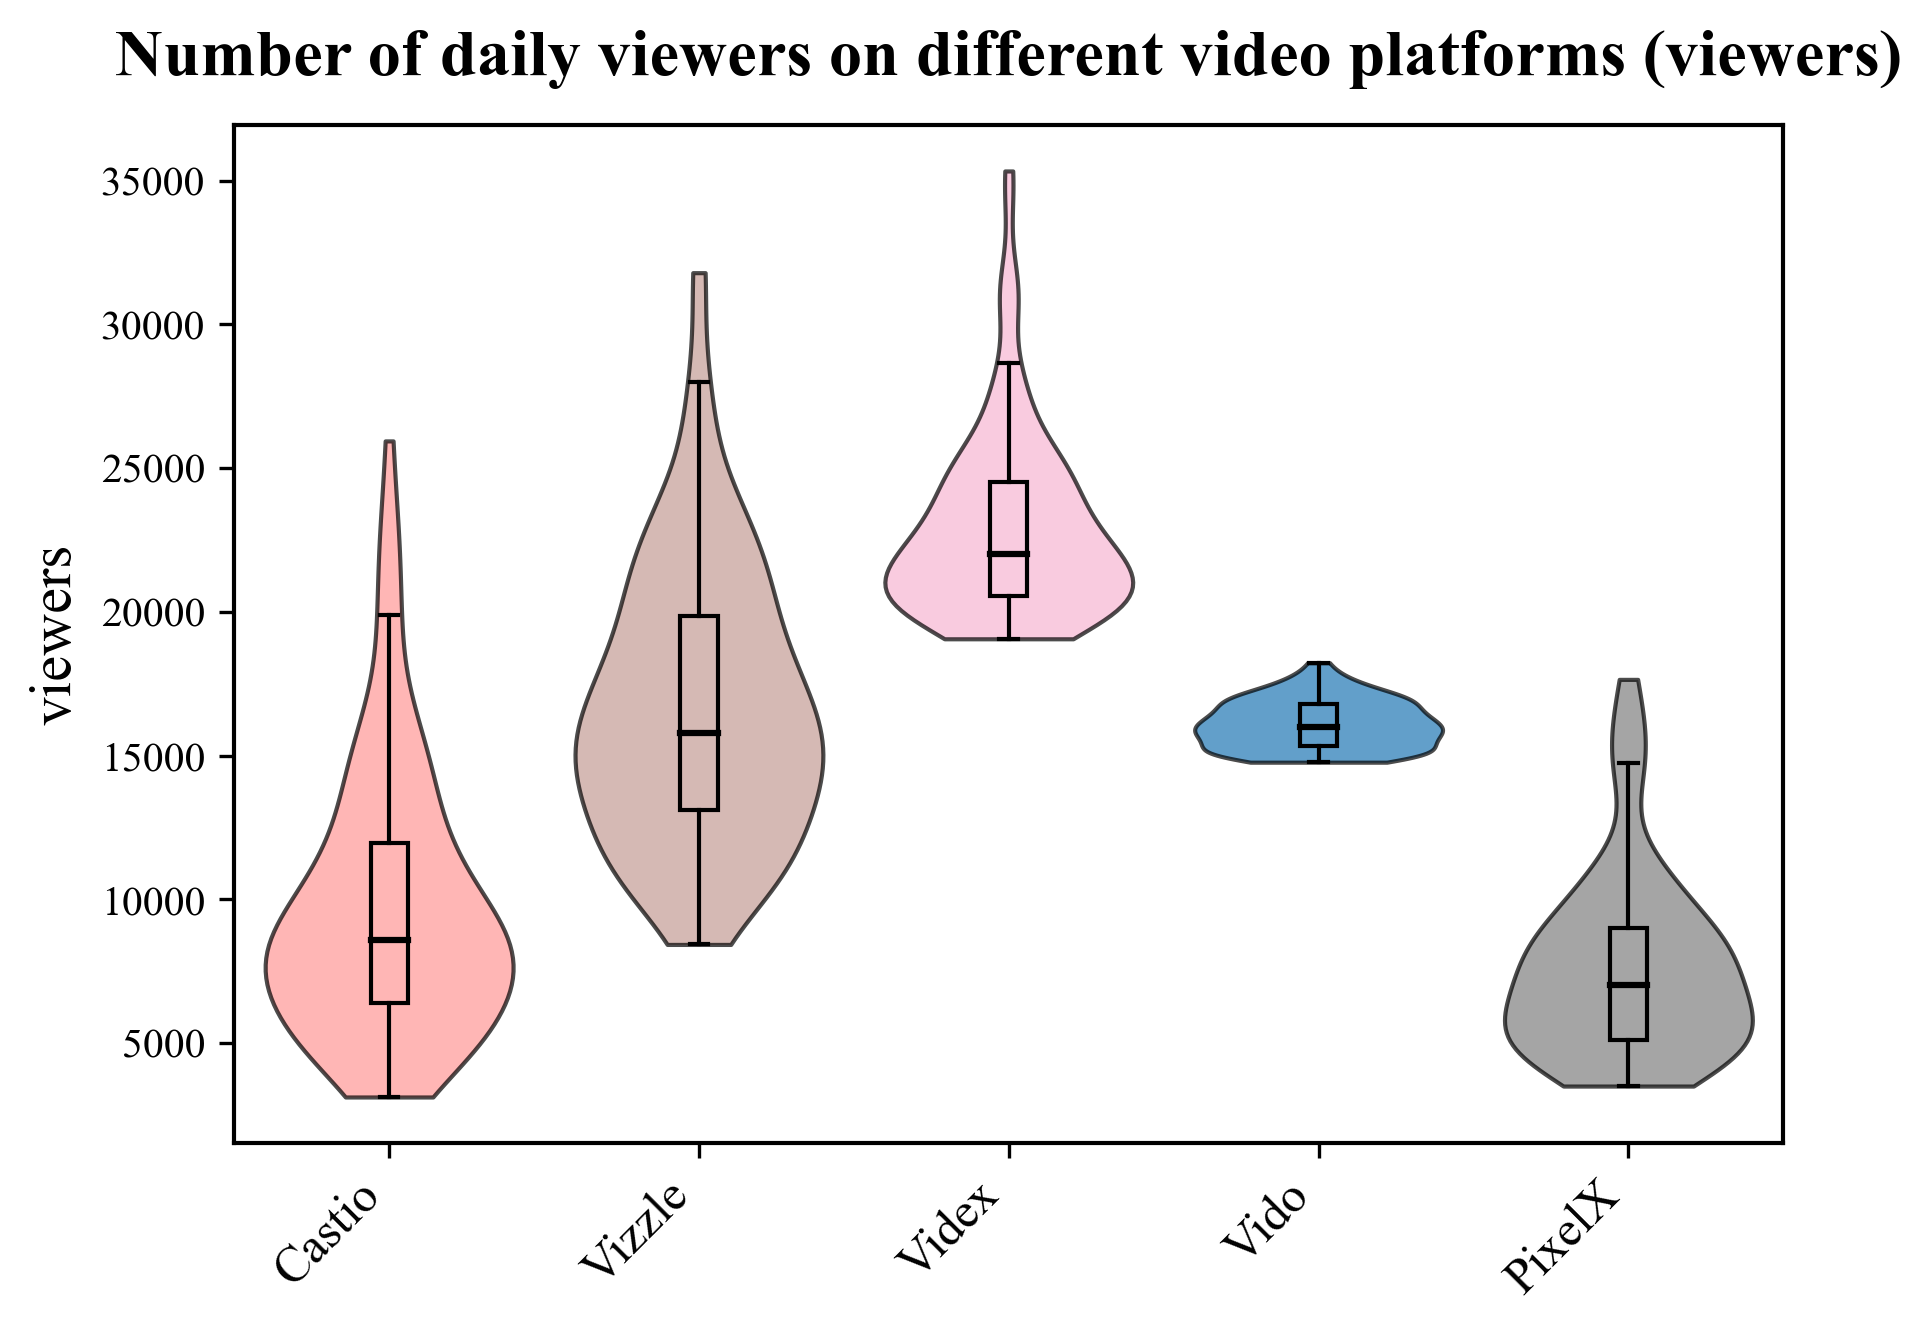 Number of daily viewers on different video platforms (viewers)
35000
30000
25000
20000
15000
10000
5000
viewers
Castio
Vizzle
Videx
Vido
PixelX